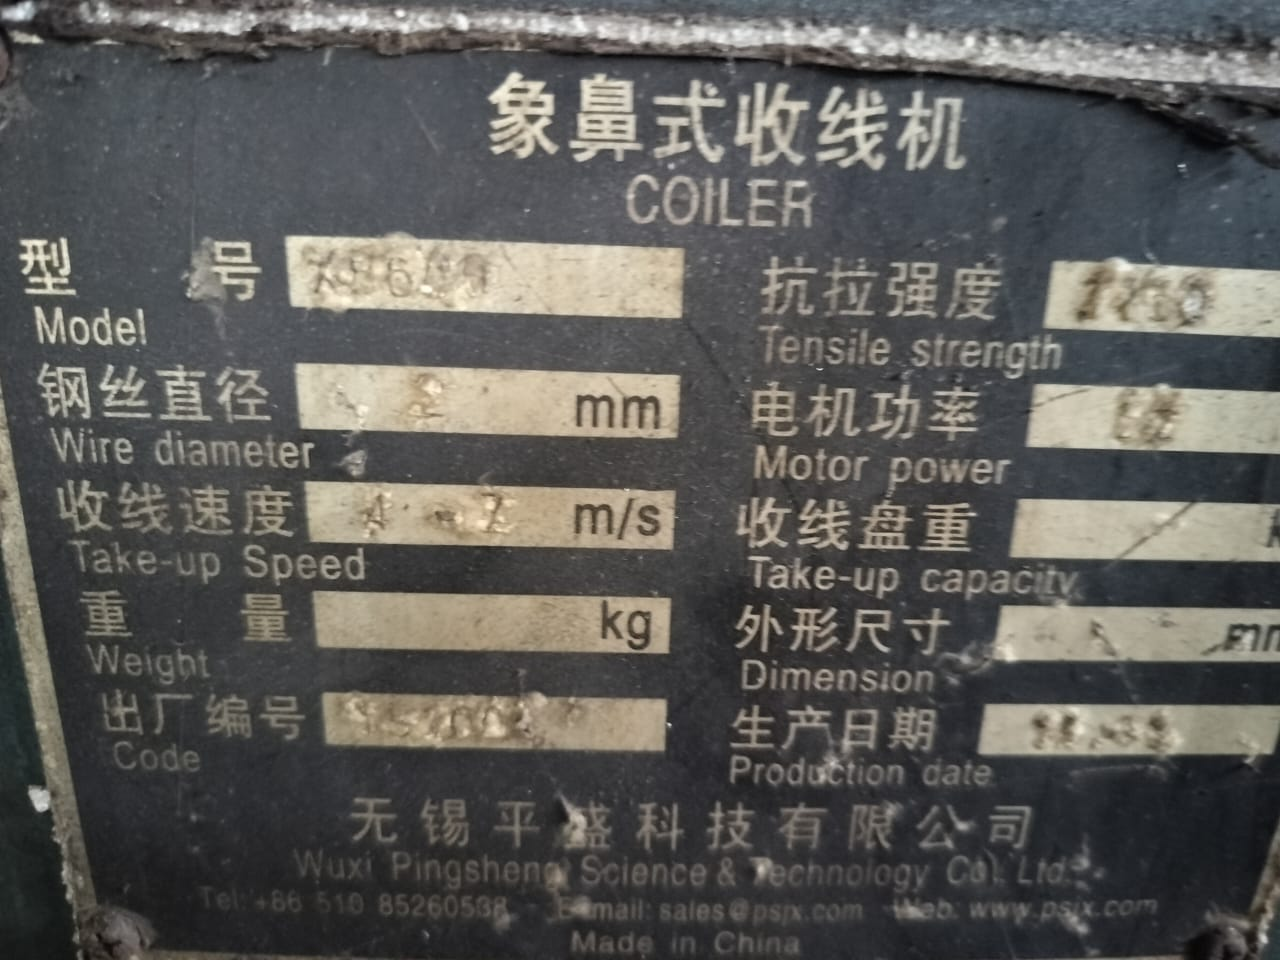 象鼻式收线机
COILER
型 号
Model
抗拉强度
Tensile strength
钢丝直径 mm
Wire diameter
电机功率
Motor power
收线速度 m/s
Take-up Speed
收线盘重
Take-up capacity
重 量 kg
Weight
外形尺寸
Dimension
出厂编号
Code
生产日期
Production date
无锡平盛科技有限公司
Wuxi Pingsheng Science & Technology Co. Ltd.
Tel: +86 510 E-mail: sales@psjx.com Web: www.psjx.com
Made in China